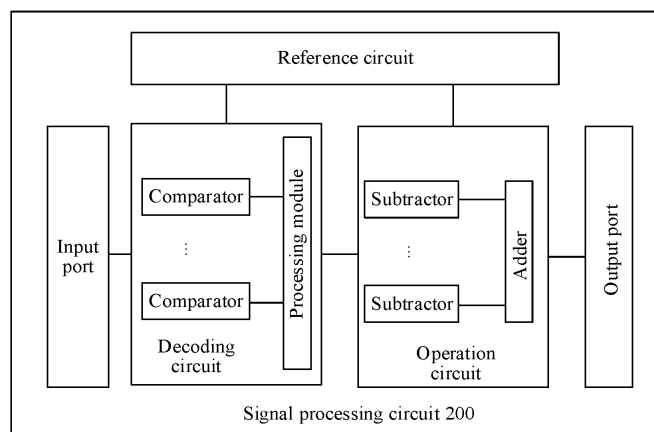 Reference circuit
Input
port
Comparator
⋮
Comparator
Processing module
Decoding
circuit
Subtractor
⋮
Subtractor
Adder
Operation
circuit
Output port
Signal processing circuit 200